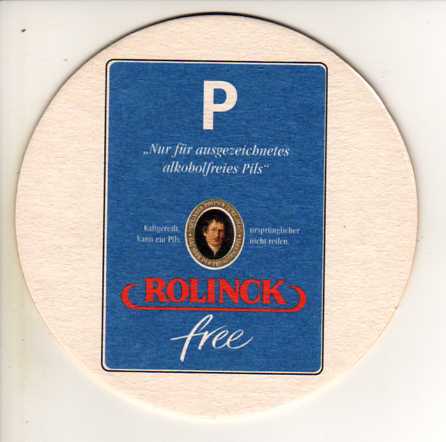 P
„Nur für ausgezeichnetes
alkoholfreies Pils“
Kaltgereift. ursprünglicher
Kann ein Pils nicht reifen.
ROLINCK
free